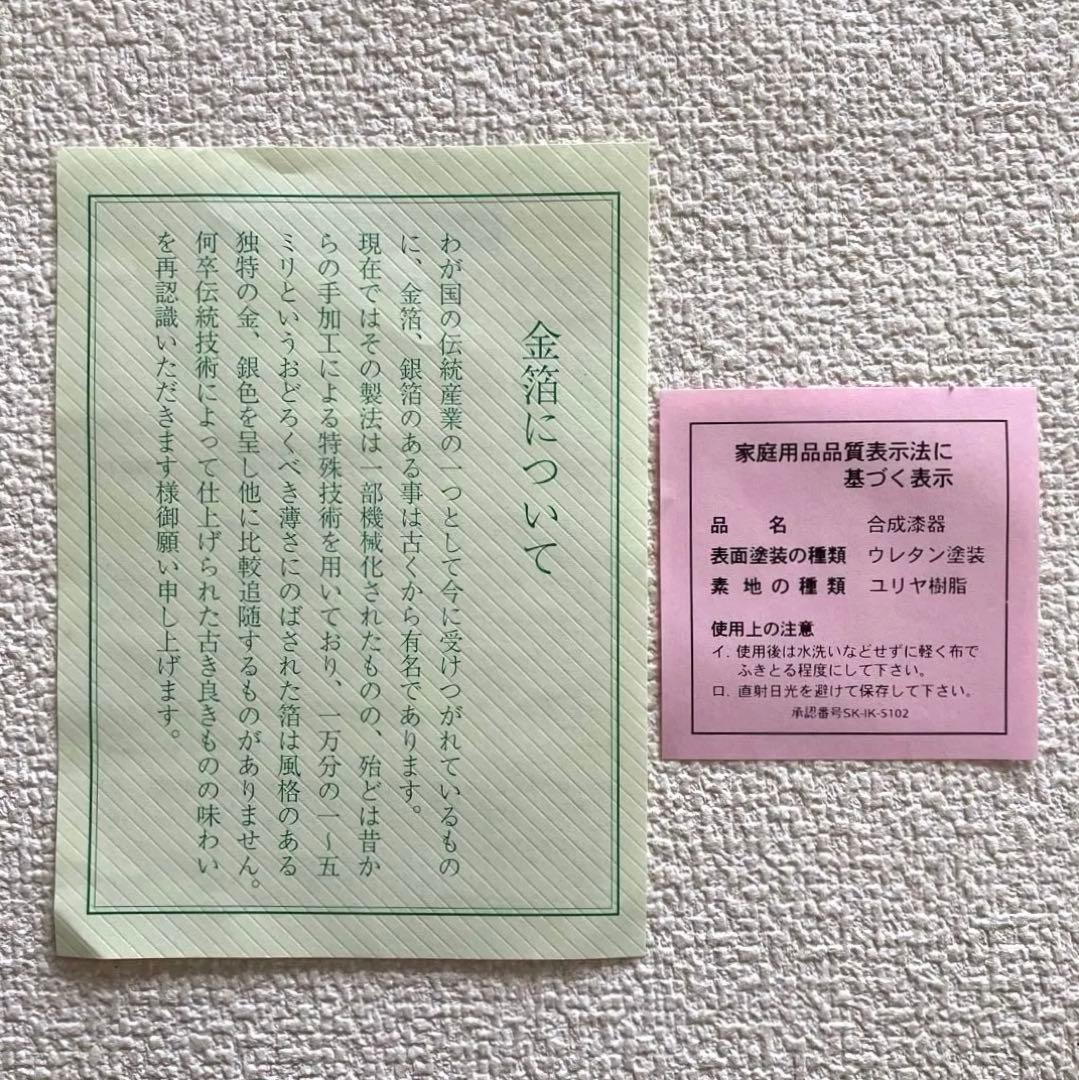 金箔について
わが国の伝統産業の一つとして今に受けつがれているもの
に、金箔、銀箔のある事は古くから有名であります。
現在ではその製法は一部機械化されたものの、殆どは昔か
らの手加工による特殊技術を用いており、一万分の一～五
ミリというおどろくべき薄さにのばされた箔は風格のある
独特の金、銀色を呈し他に比較追随するものがありません。
何卒伝統技術によって仕上げられた古き良きものの味わい
を再認識いただきます様御願い申し上げます。
家庭用品品質表示法に
基づく表示
品名 合成漆器
表面塗装の種類 ウレタン塗装
素地の種類 ユリヤ樹脂
使用上の注意
イ. 使用後は水洗いなどせずに軽く布で
ふきとる程度にして下さい。
ロ. 直射日光を避けて保存して下さい。
承認番号SK-IK-S102